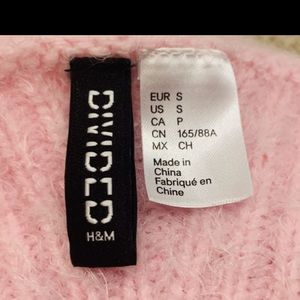 DIVIDED
H&M
EUR S
US S
CA P
CN 165/88A
MX CH
Made in
China
Fabriqué en
Chine